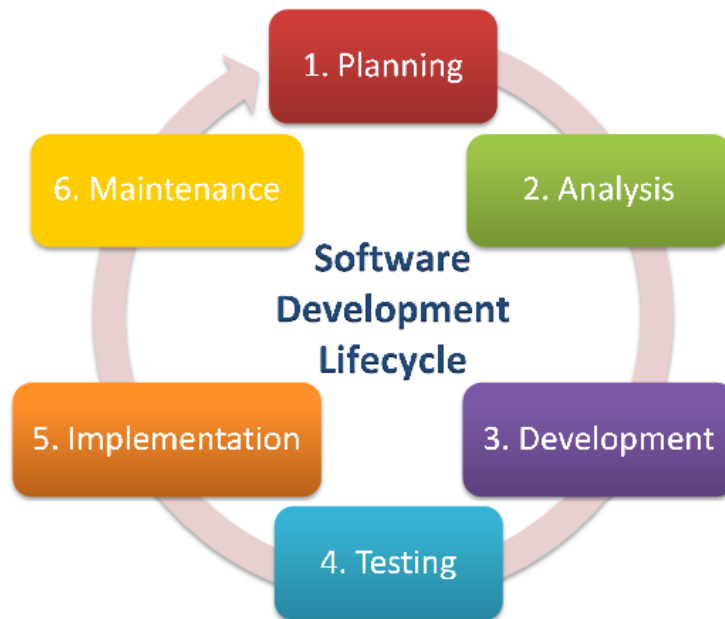 1. Planning
2. Analysis
3. Development
4. Testing
5. Implementation
6. Maintenance
Software
Development
Lifecycle